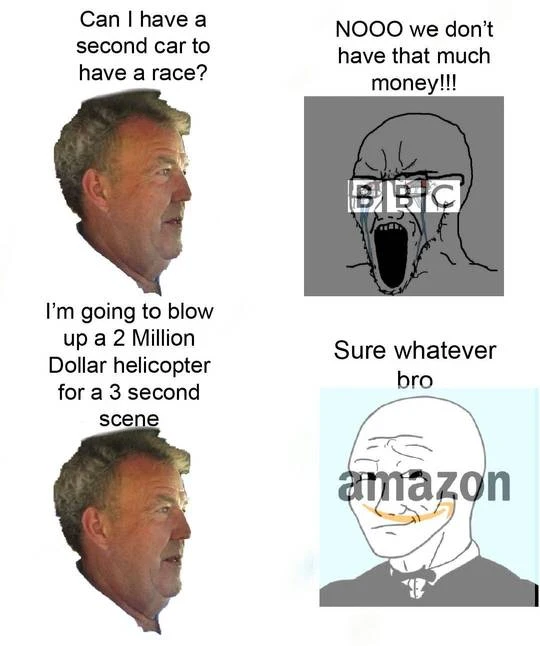 Can I have a
second car to
have a race?
NOOO we don't
have that much
money!!!
BBC
I'm going to blow
up a 2 Million
Dollar helicopter
for a 3 second
scene
Sure whatever
bro
amazon